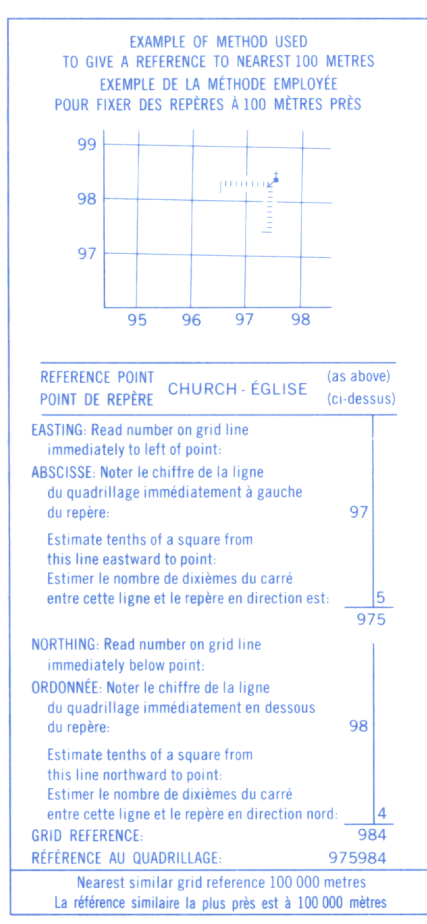 EXAMPLE OF METHOD USED
TO GIVE A REFERENCE TO NEAREST 100 METRES
EXEMPLE DE LA MÉTHODE EMPLOYÉE
POUR FIXER DES REPÈRES À 100 MÈTRES PRÈS
99
98
97
95 96 97 98
REFERENCE POINT
POINT DE REPÈRE
CHURCH - ÉGLISE
(as above)
(ci-dessus)
EASTING: Read number on grid line
immediately to left of point:
ABSCISSE: Noter le chiffre de la ligne
du quadrillage immédiatement à gauche
du repère: 97
Estimate tenths of a square from
this line eastward to point:
Estimer le nombre de dixièmes du carré
entre cette ligne et le repère en direction est: 5
975
NORTHING: Read number on grid line
immediately below point:
ORDONNÉE: Noter le chiffre de la ligne
du quadrillage immédiatement en dessous
du repère: 98
Estimate tenths of a square from
this line northward to point:
Estimer le nombre de dixièmes du carré
entre cette ligne et le repère en direction nord: 4
GRID REFERENCE: 984
RÉFÉRENCE AU QUADRILLAGE: 975984
Nearest similar grid reference 100 000 metres
La référence similaire la plus près est à 100 000 mètres